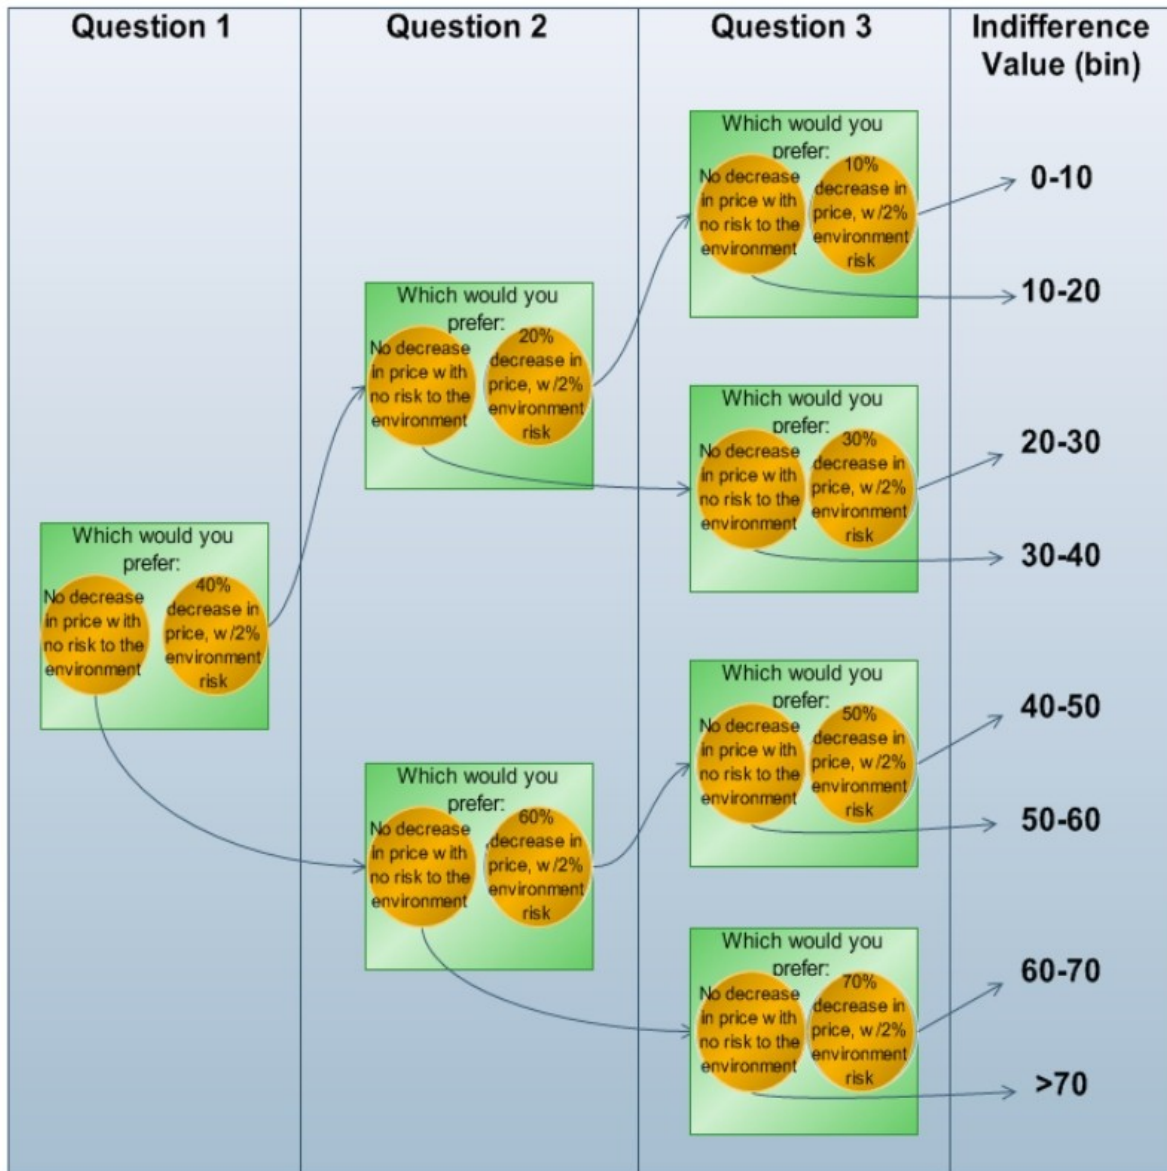 Question 1
Question 2
Question 3
Indifference
Value (bin)
Which would you
prefer:
No decrease
in price with
no risk to the
environment
40%
decrease in
price, w/2%
environment
risk
Which would you
prefer:
No decrease
in price with
no risk to the
environment
20%
decrease in
price, w/2%
environment
risk
Which would you
prefer:
No decrease
in price with
no risk to the
environment
60%
decrease in
price, w/2%
environment
risk
Which would you
prefer:
No decrease
in price with
no risk to the
environment
10%
decrease in
price, w/2%
environment
risk
Which would you
prefer:
No decrease
in price with
no risk to the
environment
30%
decrease in
price, w/2%
environment
risk
Which would you
prefer:
No decrease
in price with
no risk to the
environment
50%
decrease in
price, w/2%
environment
risk
Which would you
prefer:
No decrease
in price with
no risk to the
environment
70%
decrease in
price, w/2%
environment
risk
0-10
10-20
20-30
30-40
40-50
50-60
60-70
>70